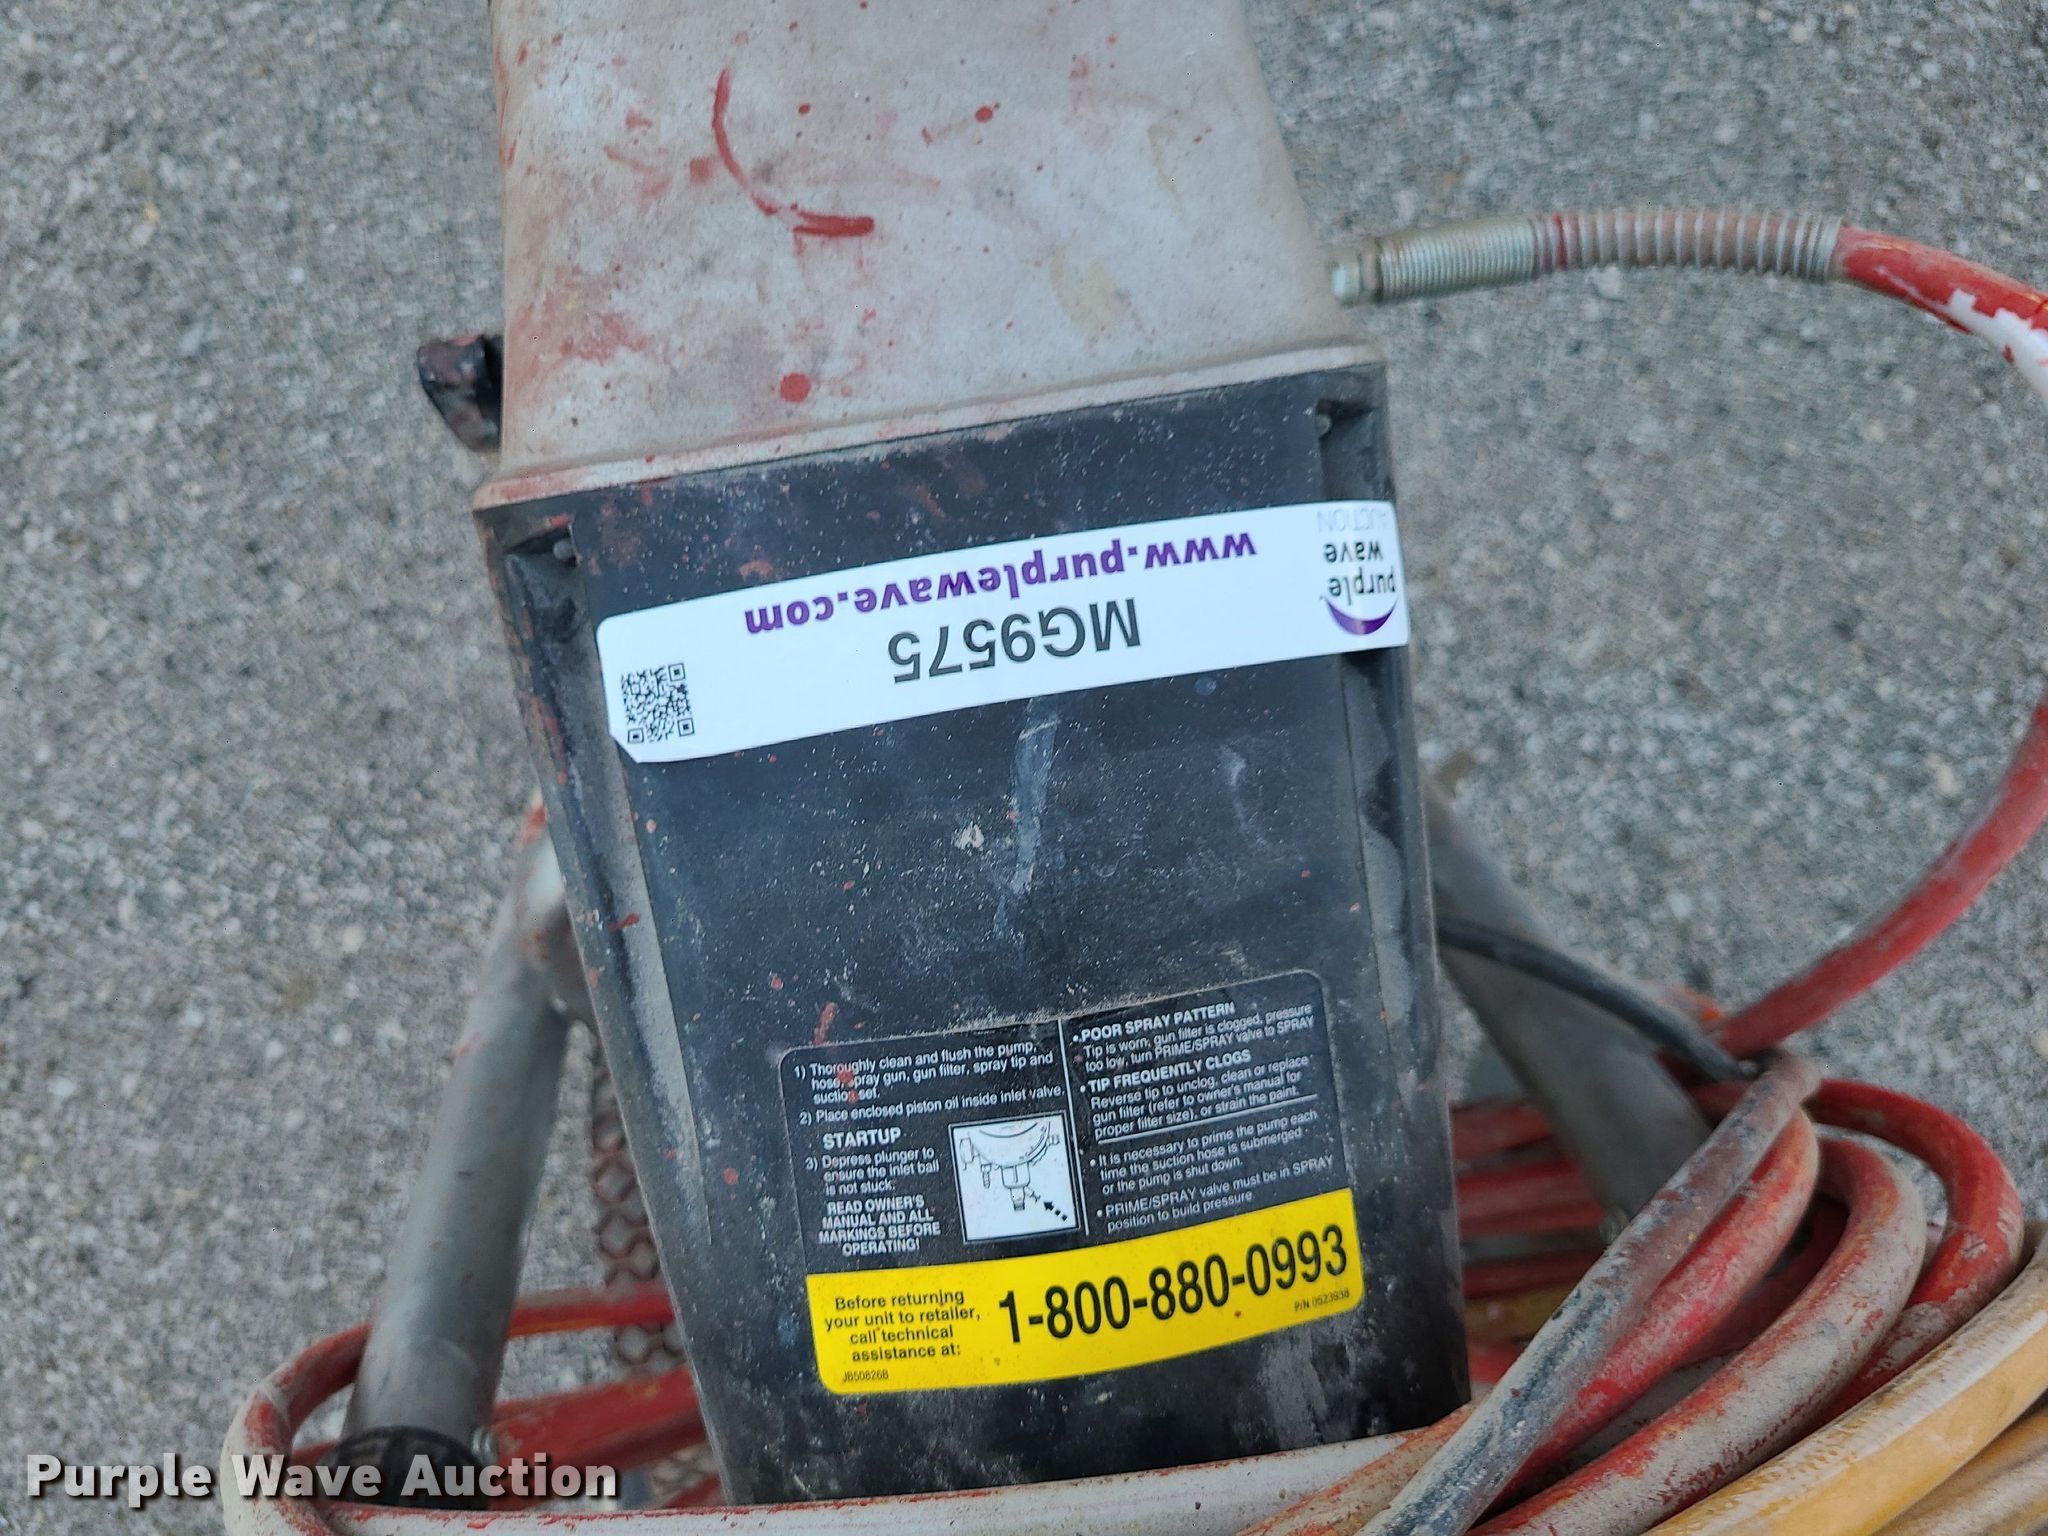 purple
wave
AUCTION
MG9575
www.purplewave.com
1) Thoroughly clean and flush the pump,
hose, spray gun, gun filter, spray tip and
suction set.
2) Place enclosed piston oil inside inlet valve.
STARTUP
3) Depress plunger to
ensure the inlet ball
is not stuck.
READ OWNER'S
MANUAL AND ALL
MARKINGS BEFORE
OPERATING!
• POOR SPRAY PATTERN
Tip is worn, gun filter is clogged, pressure
too low, turn PRIME/SPRAY valve to SPRAY
• TIP FREQUENTLY CLOGS
Reverse tip to unclog, clean or replace
gun filter (refer to owner's manual for
proper filter size), or strain the paint.
• It is necessary to prime the pump each
time the suction hose is submerged
or the pump is shut down.
• PRIME/SPRAY valve must be in SPRAY
position to build pressure
Before returning
your unit to retailer,
call technical
assistance at:
1-800-880-0993
JB50826B
P/N 0523938
Purple Wave Auction